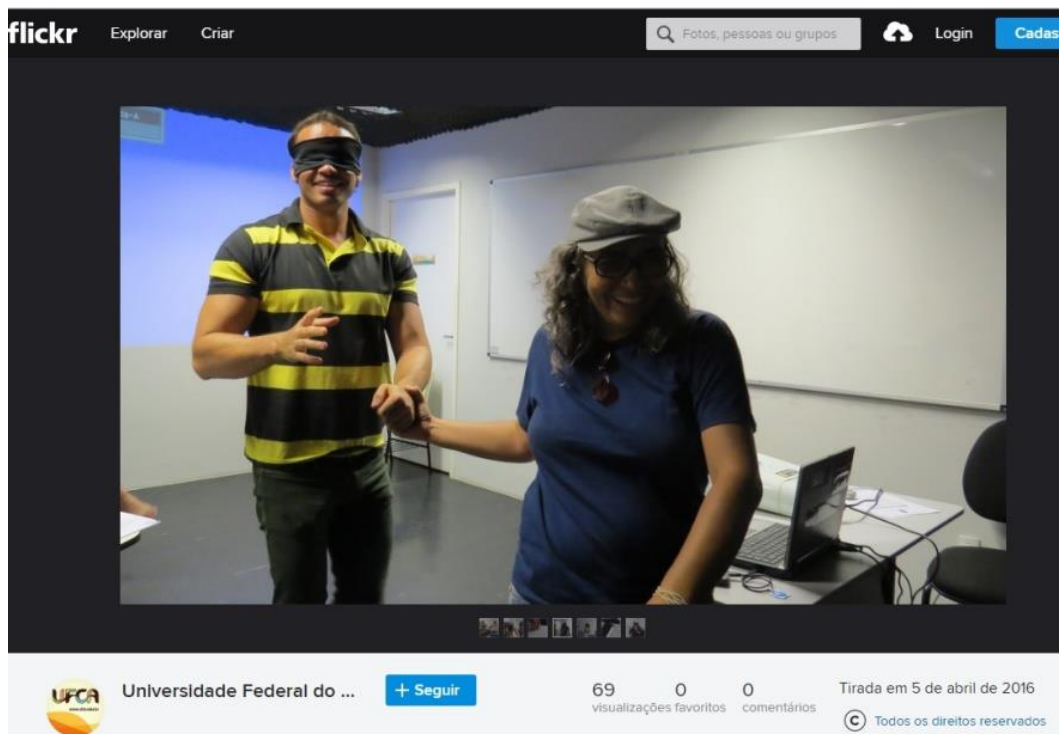 flickr Explorar Criar Fotos, pessoas ou grupos Login Cadas
Universidade Federal do ... + Seguir 69 0 0 Tirada em 5 de abril de 2016
visualizações favoritos comentários
UFCA
© Todos os direitos reservados